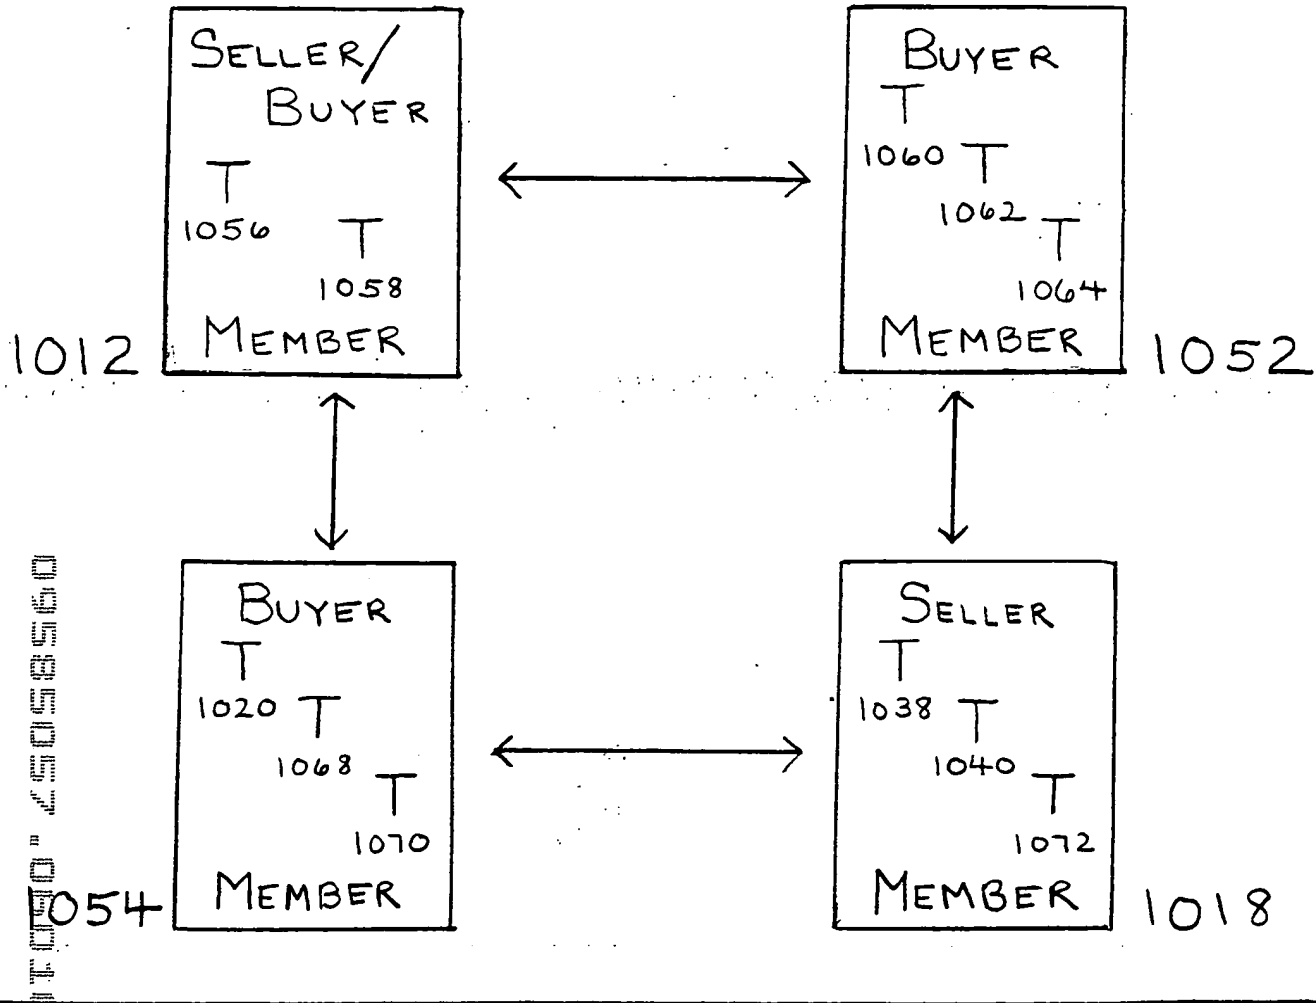 SELLER/
BUYER
T
1056
T
1058
MEMBER
1012
BUYER
T
1060
T
1062
T
1064
MEMBER
1052
BUYER
T
1020
T
1068
T
1070
MEMBER
1054
SELLER
T
1038
T
1040
T
1072
MEMBER
1018